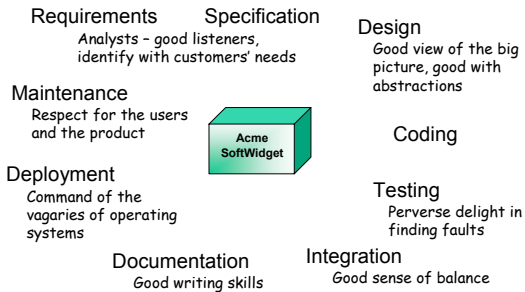 Requirements Specification
Analysts – good listeners,
identify with customers' needs
Design
Good view of the big
picture, good with
abstractions
Maintenance
Respect for the users
and the product
Acme
SoftWidget
Coding
Deployment
Command of the
vagaries of operating
systems
Testing
Perverse delight in
finding faults
Documentation
Good writing skills
Integration
Good sense of balance